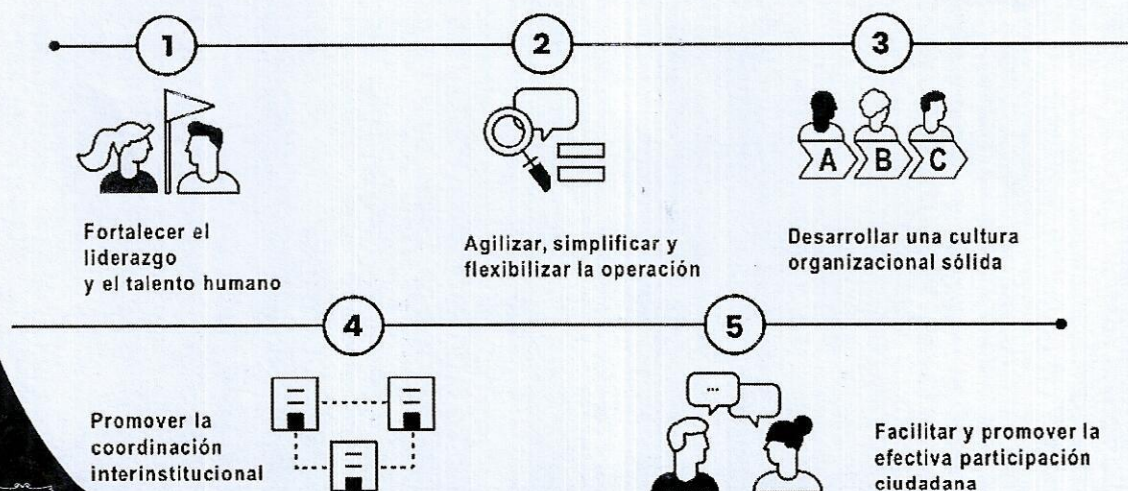 1
2
3
Fortalecer el
liderazgo
y el talento humano
Agilizar, simplificar y
flexibilizar la operación
A B C
Desarrollar una cultura
organizacional sólida
4
5
Promover la
coordinación
interinstitucional
...
Facilitar y promover la
efectiva participación
ciudadana